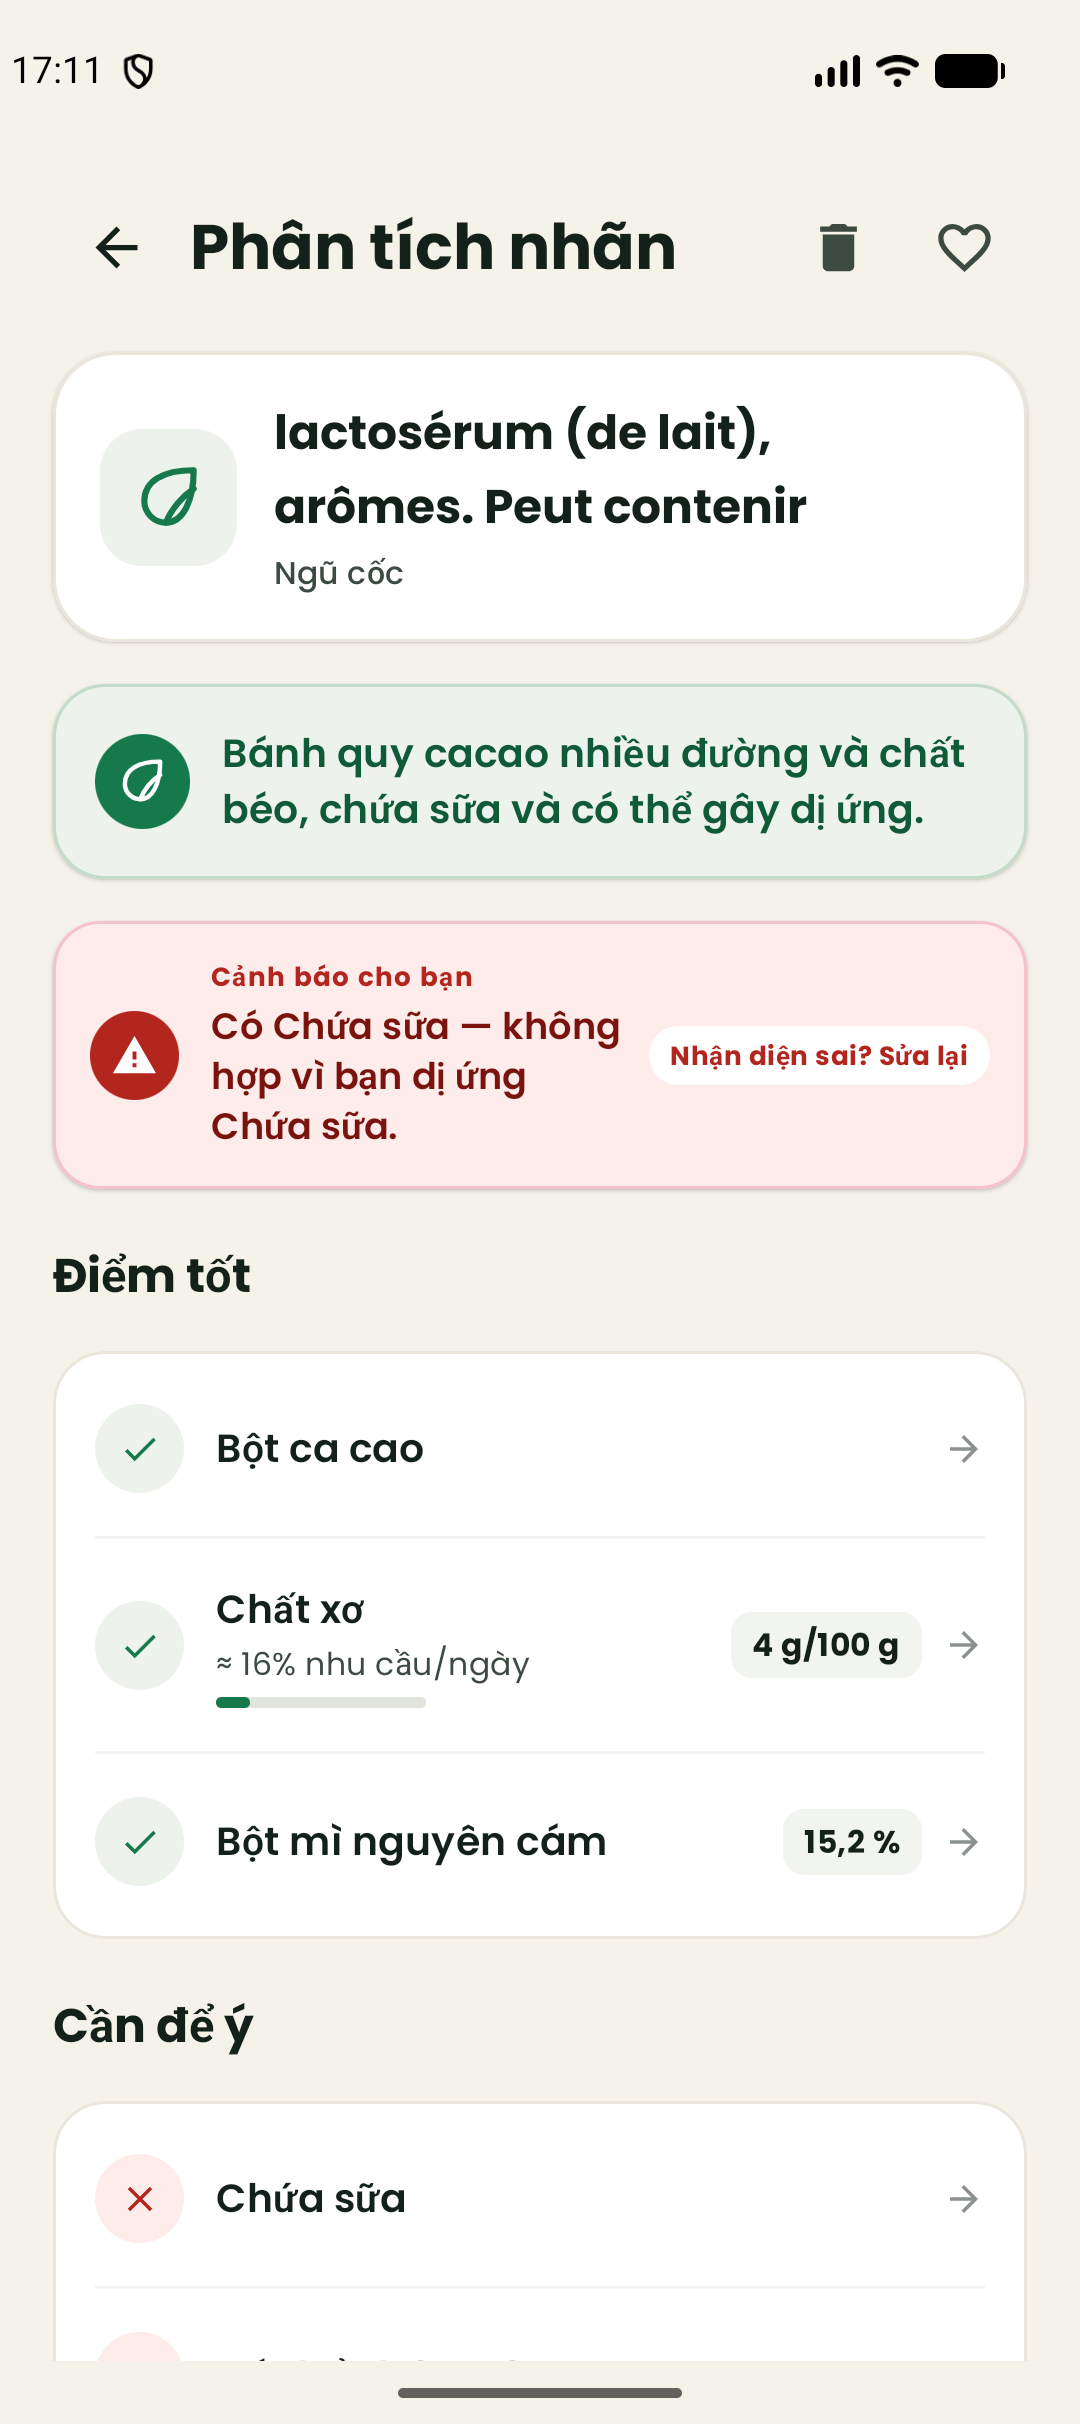 17:11
Phân tích nhãn
lactosérum (de lait),
arômes. Peut contenir
Ngũ cốc
Bánh quy cacao nhiều đường và chất
béo, chứa sữa và có thể gây dị ứng.
Cảnh báo cho bạn
Có Chứa sữa — không
hợp vì bạn dị ứng
Chứa sữa.
Nhận diện sai? Sửa lại
Điểm tốt
Bột ca cao
Chất xơ
≈ 16% nhu cầu/ngày
4 g/100 g
Bột mì nguyên cám
15,2 %
Cần để ý
Chứa sữa